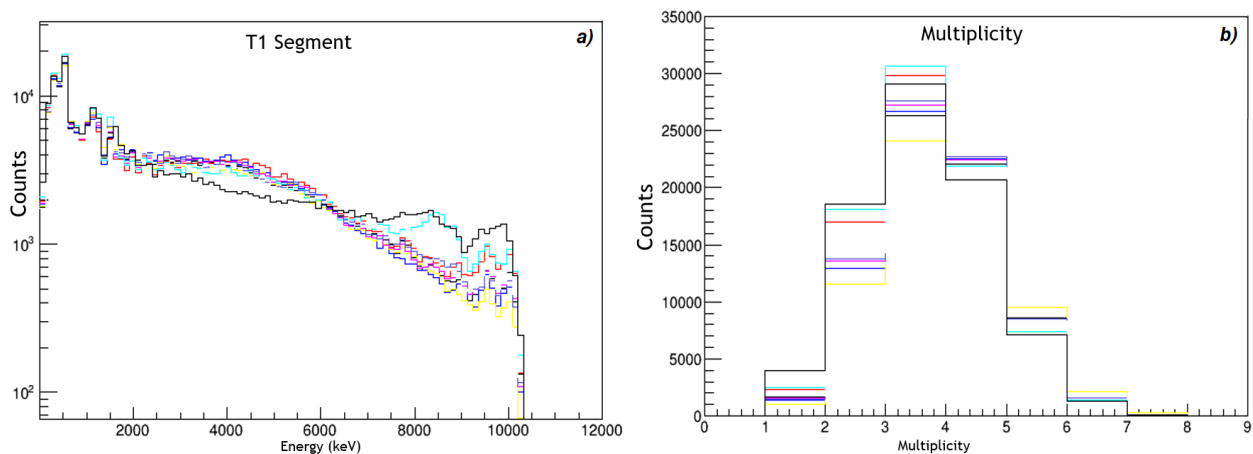 T1 Segment
a)
Counts
10⁴
10³
10²
2000 4000 6000 8000 10000 12000
Energy (keV)
Multiplicity
b)
Counts
35000
30000
25000
20000
15000
10000
5000
0
0 1 2 3 4 5 6 7 8 9
Multiplicity